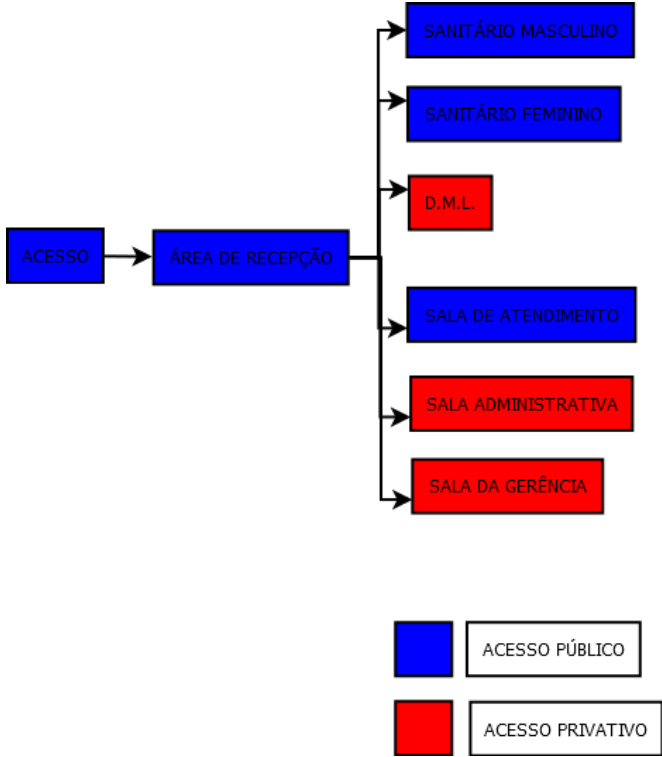 SANITÁRIO MASCULINO
SANITÁRIO FEMININO
D.M.L.
ACESSO
ÁREA DE RECEPÇÃO
SALA DE ATENDIMENTO
SALA ADMINISTRATIVA
SALA DA GERÊNCIA
ACESSO PÚBLICO
ACESSO PRIVATIVO